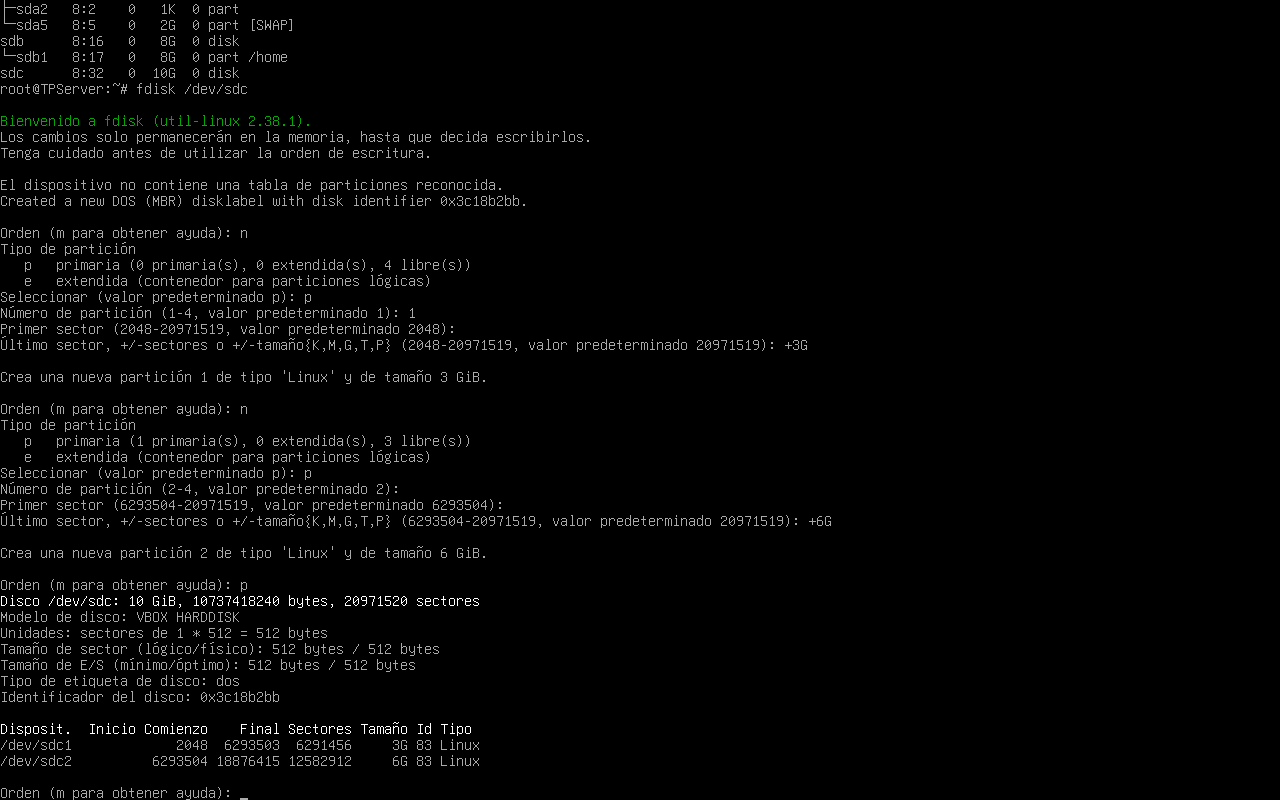 ├─sda2   8:2    0    1K  0 part
└─sda5   8:5    0    2G  0 part [SWAP]
sdb      8:16   0    8G  0 disk
└─sdb1   8:17   0    8G  0 part /home
sdc      8:32   0   10G  0 disk
root@TPServer:~# fdisk /dev/sdc

Bienvenido a fdisk (util-linux 2.38.1).
Los cambios solo permanecerán en la memoria, hasta que decida escribirlos.
Tenga cuidado antes de utilizar la orden de escritura.

El dispositivo no contiene una tabla de particiones reconocida.
Created a new DOS (MBR) disklabel with disk identifier 0x3c18b2bb.

Orden (m para obtener ayuda): n
Tipo de partición
   p   primaria (0 primaria(s), 0 extendida(s), 4 libre(s))
   e   extendida (contenedor para particiones lógicas)
Seleccionar (valor predeterminado p): p
Número de partición (1-4, valor predeterminado 1): 1
Primer sector (2048-20971519, valor predeterminado 2048):
Último sector, +/-sectores o +/-tamaño{K,M,G,T,P} (2048-20971519, valor predeterminado 20971519): +3G

Crea una nueva partición 1 de tipo 'Linux' y de tamaño 3 GiB.

Orden (m para obtener ayuda): n
Tipo de partición
   p   primaria (1 primaria(s), 0 extendida(s), 3 libre(s))
   e   extendida (contenedor para particiones lógicas)
Seleccionar (valor predeterminado p): p
Número de partición (2-4, valor predeterminado 2):
Primer sector (6293504-20971519, valor predeterminado 6293504):
Último sector, +/-sectores o +/-tamaño{K,M,G,T,P} (6293504-20971519, valor predeterminado 20971519): +6G

Crea una nueva partición 2 de tipo 'Linux' y de tamaño 6 GiB.

Orden (m para obtener ayuda): p
Disco /dev/sdc: 10 GiB, 10737418240 bytes, 20971520 sectores
Modelo de disco: VBOX HARDDISK
Unidades: sectores de 1 * 512 = 512 bytes
Tamaño de sector (lógico/físico): 512 bytes / 512 bytes
Tamaño de E/S (mínimo/óptimo): 512 bytes / 512 bytes
Tipo de etiqueta de disco: dos
Identificador del disco: 0x3c18b2bb

Disposit.  Inicio Comienzo    Final Sectores Tamaño Id Tipo
/dev/sdc1             2048  6293503  6291456     3G 83 Linux
/dev/sdc2          6293504 18876415 12582912     6G 83 Linux

Orden (m para obtener ayuda): _